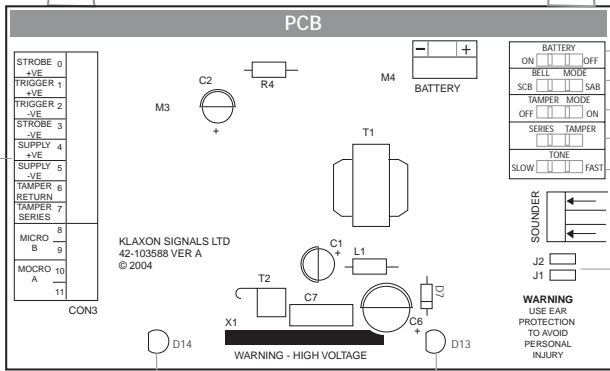 PCB
STROBE 0
+VE
TRIGGER 1
+VE
TRIGGER 2
-VE
STROBE 3
-VE
SUPPLY 4
+VE
SUPPLY 5
-VE
TAMPER 6
RETURN
TAMPER 7
SERIES
8
MICRO
B
9
MOCRO 10
A
11
CON3
M3
C2
+
R4
M4
- +
BATTERY
T1
KLAXON SIGNALS LTD
42-103588 VER A
© 2004
C1
+
L1
T2
C7
D7
C6
+
X1
WARNING - HIGH VOLTAGE
D14
D13
BATTERY
ON OFF
BELL MODE
SCB SAB
TAMPER MODE
OFF ON
SERIES TAMPER
TONE
SLOW FAST
SOUNDER
J2
J1
WARNING
USE EAR
PROTECTION
TO AVOID
PERSONAL
INJURY